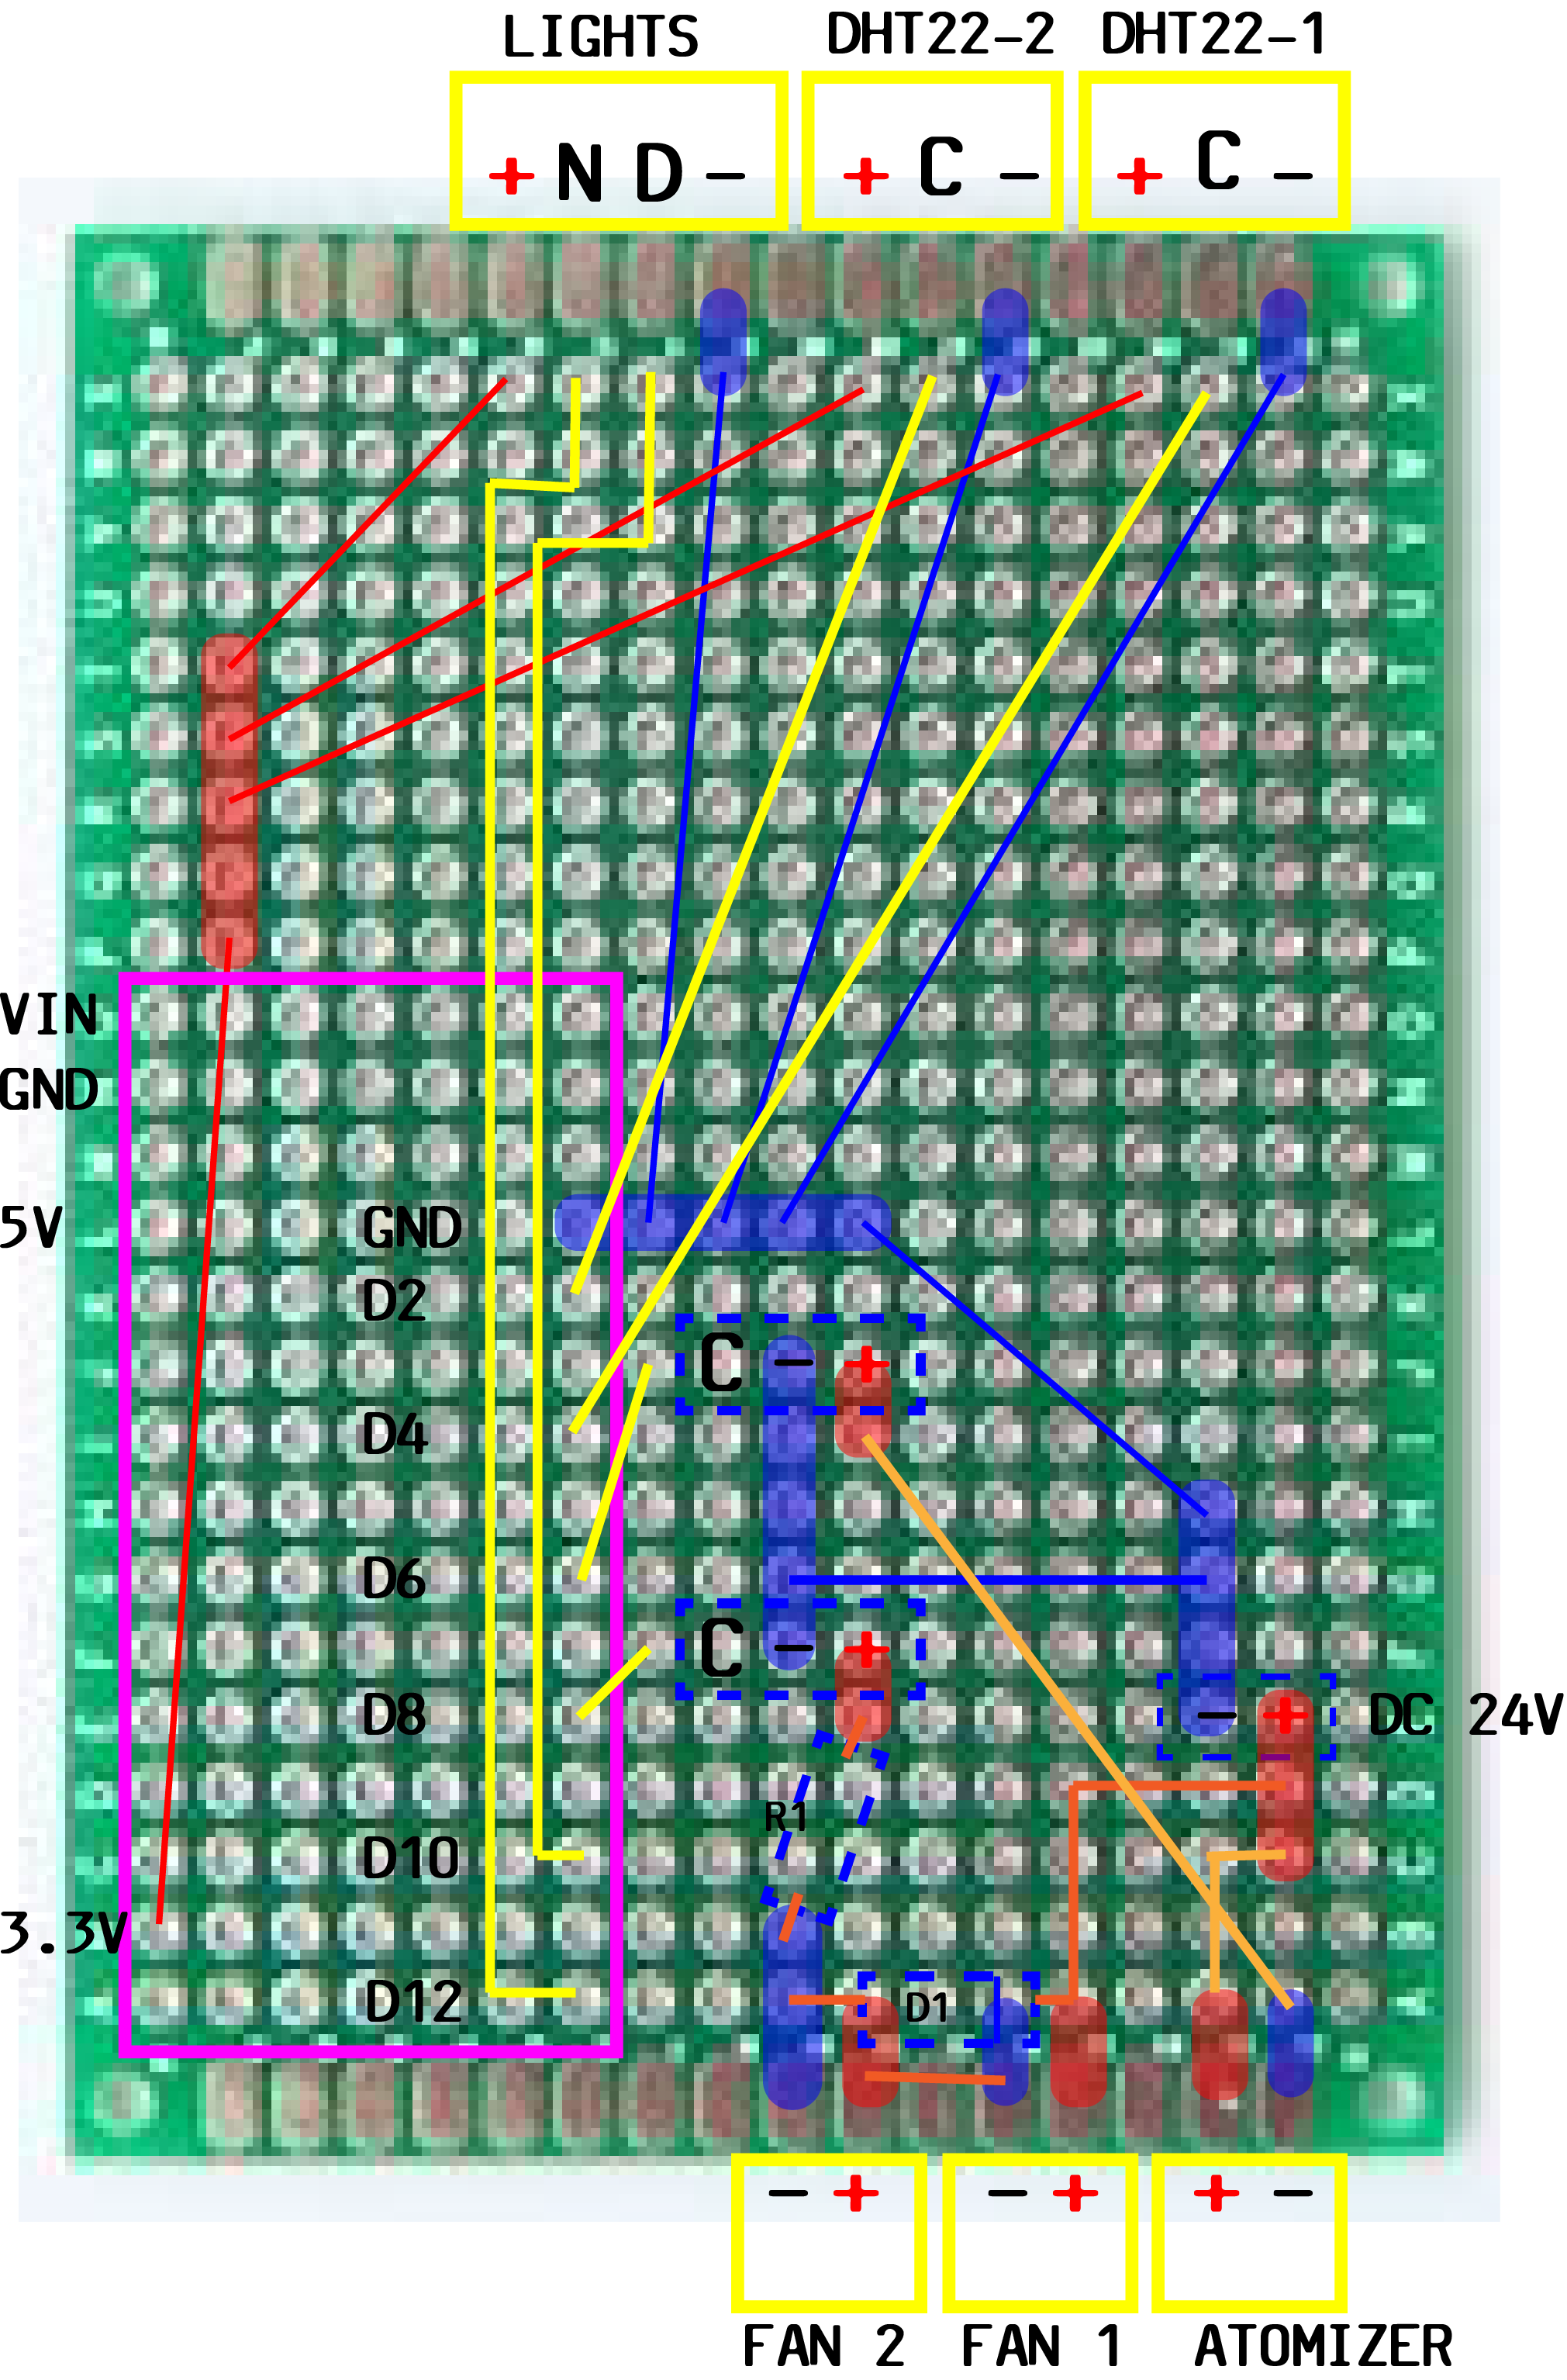 LIGHTS DHT22-2 DHT22-1
+ N D - + C - + C -
VIN
GND
5V GND
D2
C - +
D4
D6
C - +
D8 - + DC 24V
R1
D10
3.3V
D12 D1
- + - + + -
FAN 2 FAN 1 ATOMIZER